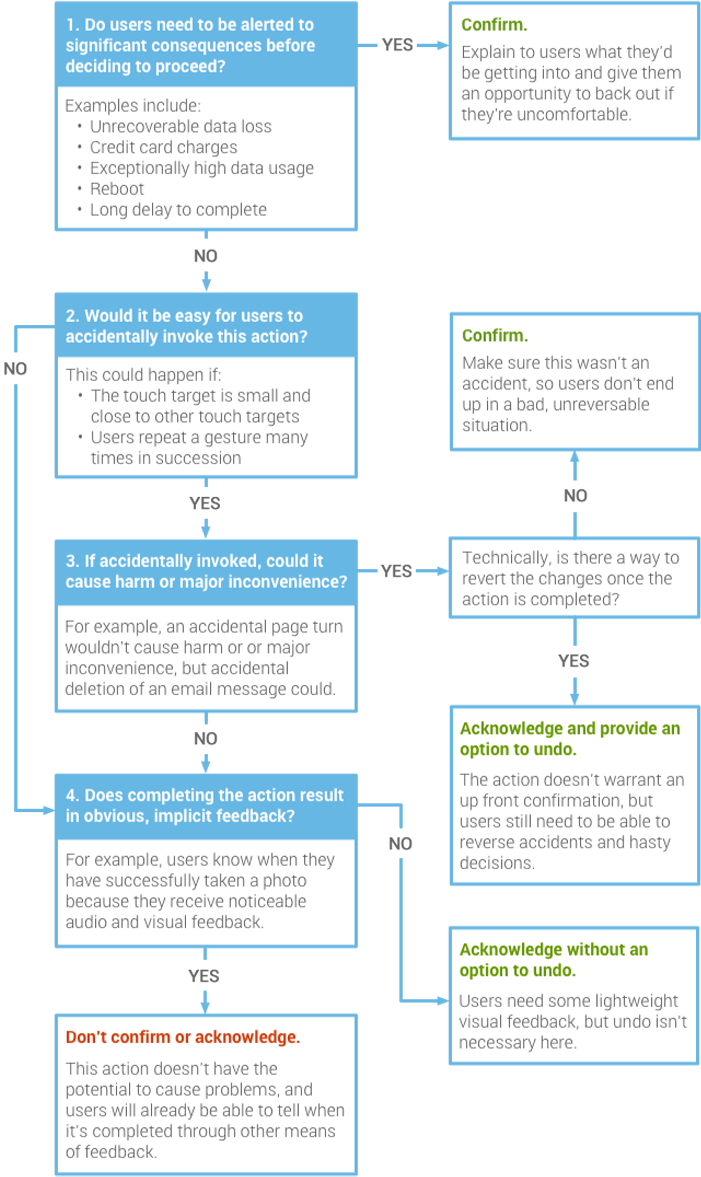 1. Do users need to be alerted to
significant consequences before
deciding to proceed?
Examples include:
• Unrecoverable data loss
• Credit card charges
• Exceptionally high data usage
• Reboot
• Long delay to complete
YES
Confirm.
Explain to users what they'd
be getting into and give them
an opportunity to back out if
they're uncomfortable.
NO
2. Would it be easy for users to
accidentally invoke this action?
This could happen if:
• The touch target is small and
close to other touch targets
• Users repeat a gesture many
times in succession
NO
YES
3. If accidentally invoked, could it
cause harm or major inconvenience?
For example, an accidental page turn
wouldn't cause harm or or major
inconvenience, but accidental
deletion of an email message could.
YES
Technically, is there a way to
revert the changes once the
action is completed?
NO
Confirm.
Make sure this wasn't an
accident, so users don't end
up in a bad, unreversable
situation.
YES
Acknowledge and provide an
option to undo.
The action doesn't warrant an
up front confirmation, but
users still need to be able to
reverse accidents and hasty
decisions.
NO
4. Does completing the action result
in obvious, implicit feedback?
For example, users know when they
have successfully taken a photo
because they receive noticeable
audio and visual feedback.
NO
Acknowledge without an
option to undo.
Users need some lightweight
visual feedback, but undo isn't
necessary here.
YES
Don't confirm or acknowledge.
This action doesn't have the
potential to cause problems, and
users will already be able to tell when
it's completed through other means
of feedback.